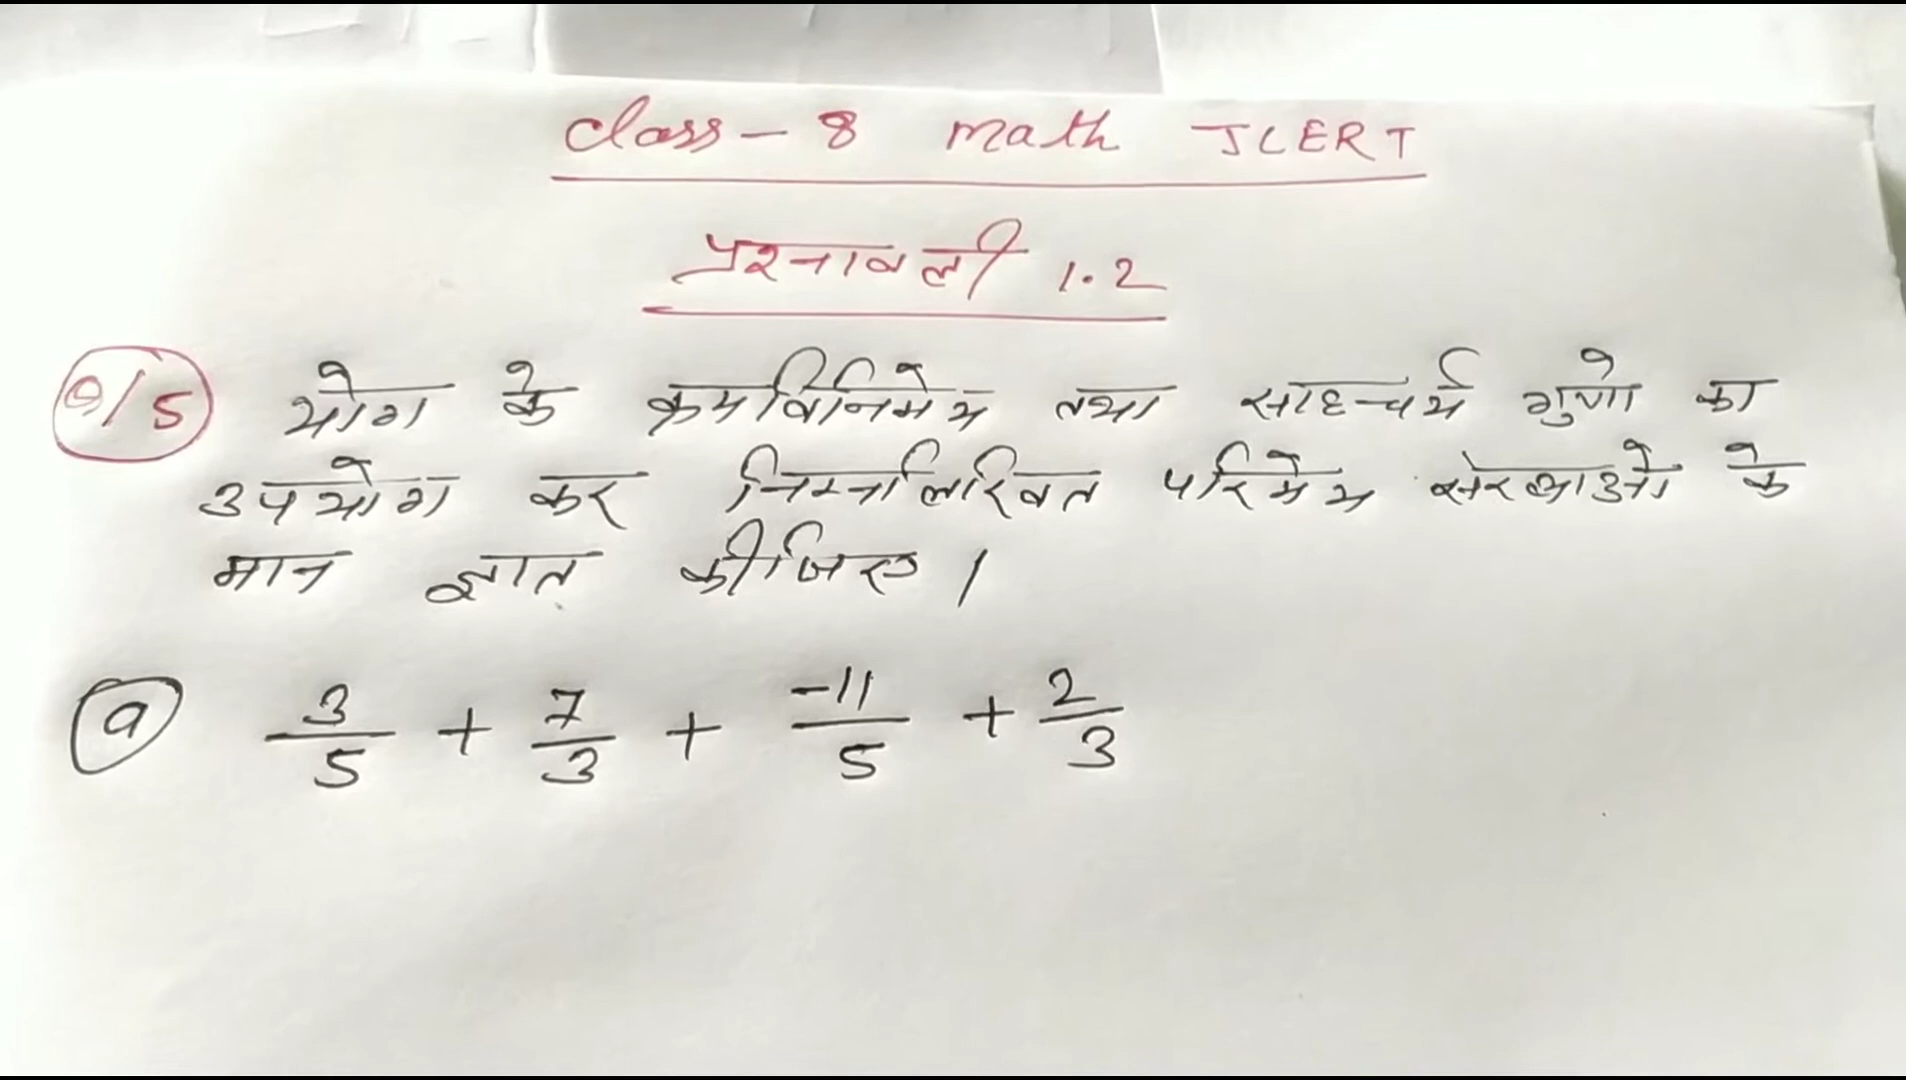 Class - 8 math JCERT
प्रश्नावली 1.2
Q/5 योग के क्रमविनिमेय तथा साहचर्य गुणो का
उपयोग कर निम्नलिखित परिमेय संख्याओ के
मान ज्ञात कीजिए।
a 3/5 + 7/3 + -11/5 + 2/3